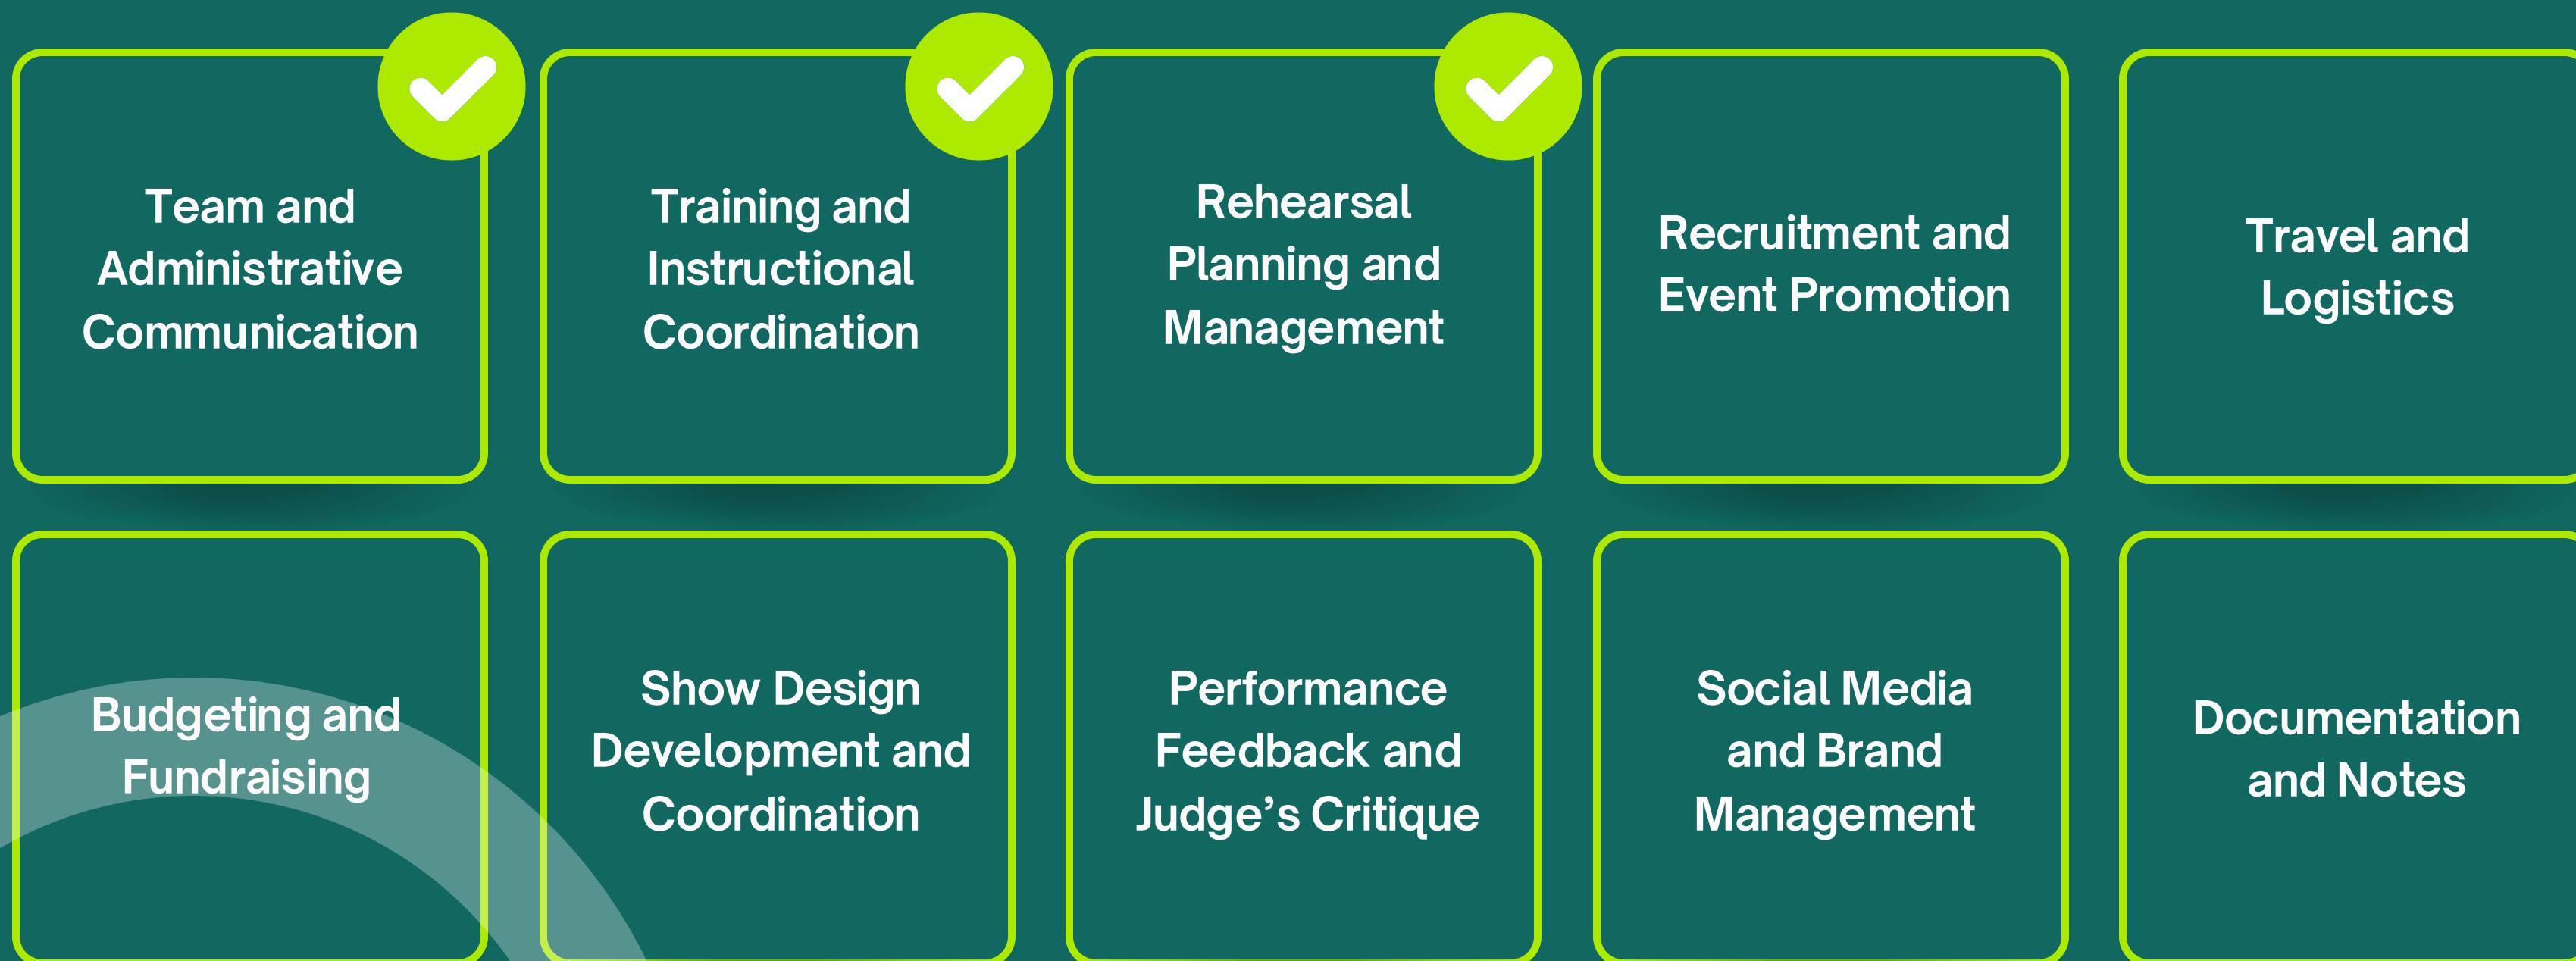 Team and
Administrative
Communication
Training and
Instructional
Coordination
Rehearsal
Planning and
Management
Recruitment and
Event Promotion
Travel and
Logistics
Budgeting and
Fundraising
Show Design
Development and
Coordination
Performance
Feedback and
Judge’s Critique
Social Media
and Brand
Management
Documentation
and Notes